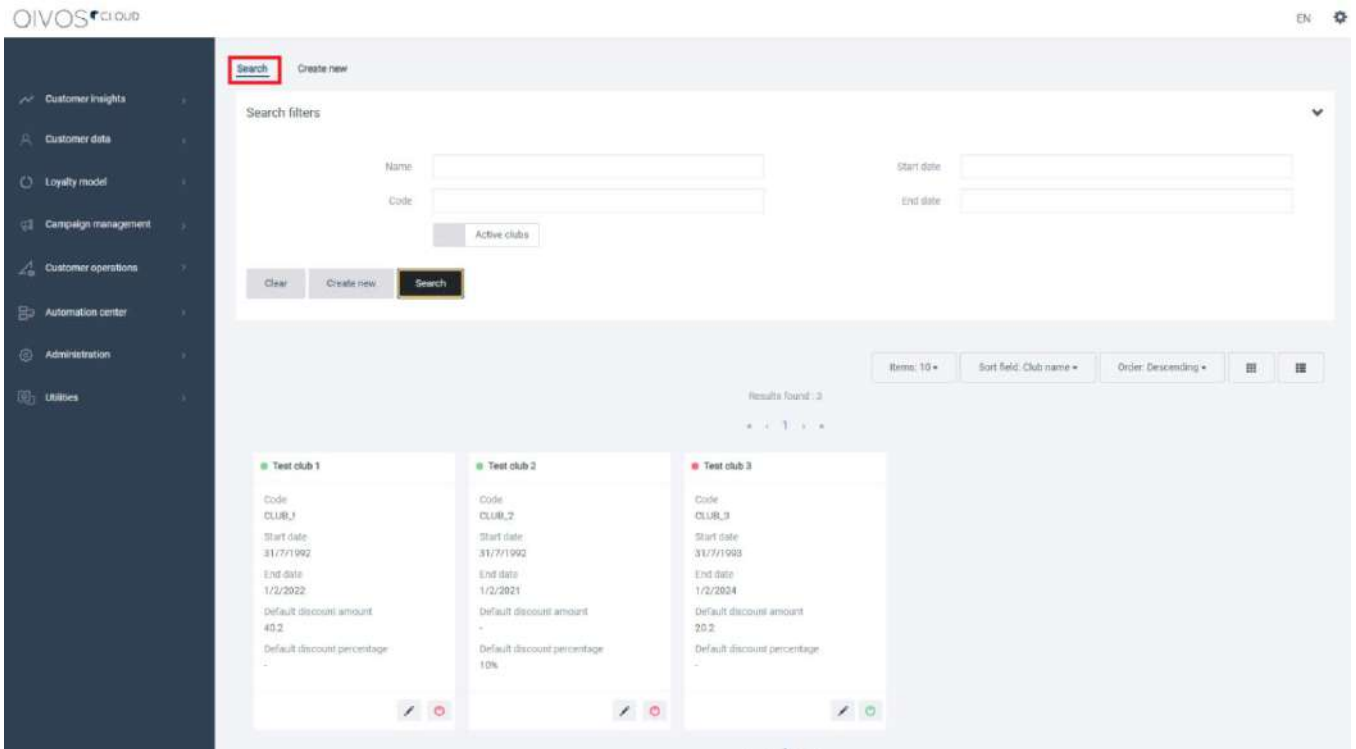 QIVOS CLOUD
EN
Search Create new
Customer insights
Customer data
Loyalty model
Campaign management
Customer operations
Automation center
Administration
Utilities
Search filters
Name
Start date
Code
End date
Active clubs
Clear Create new Search
Items: 10 Sort field: Club name Order: Descending
Results found : 3
« ‹ 1 › »
Test club 1
Code
CLUB_1
Start date
31/7/1992
End date
1/2/2022
Default discount amount
40.2
Default discount percentage
-
Test club 2
Code
CLUB_2
Start date
31/7/1992
End date
1/2/2021
Default discount amount
-
Default discount percentage
10%
Test club 3
Code
CLUB_3
Start date
31/7/1993
End date
1/2/2024
Default discount amount
20.2
Default discount percentage
-